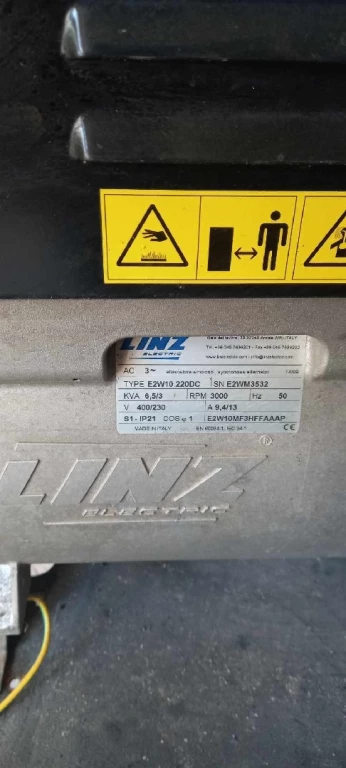 LINZ
ELECTRIC
AC 3~
TYPE E2W10 220DC SN E2WM3532
KVA 6,5/3 RPM 3000 Hz 50
V 400/230 A 9,4/13
S1 - IP21 COS φ 1 E2W10MF3HFFAAAP
MADE IN ITALY
LINZ
ELECTRIC